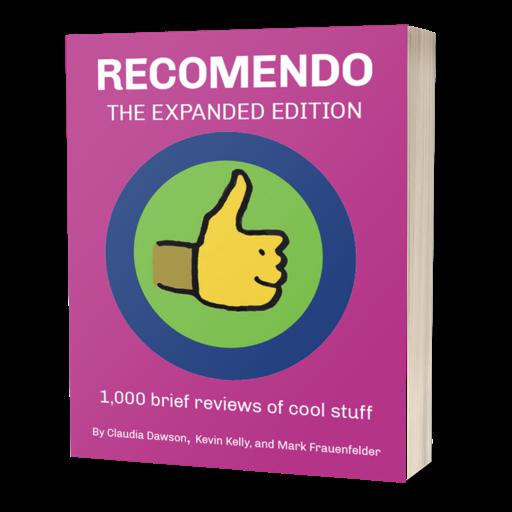 RECOMENDO
THE EXPANDED EDITION
1,000 brief reviews of cool stuff
By Claudia Dawson, Kevin Kelly, and Mark Frauenfelder